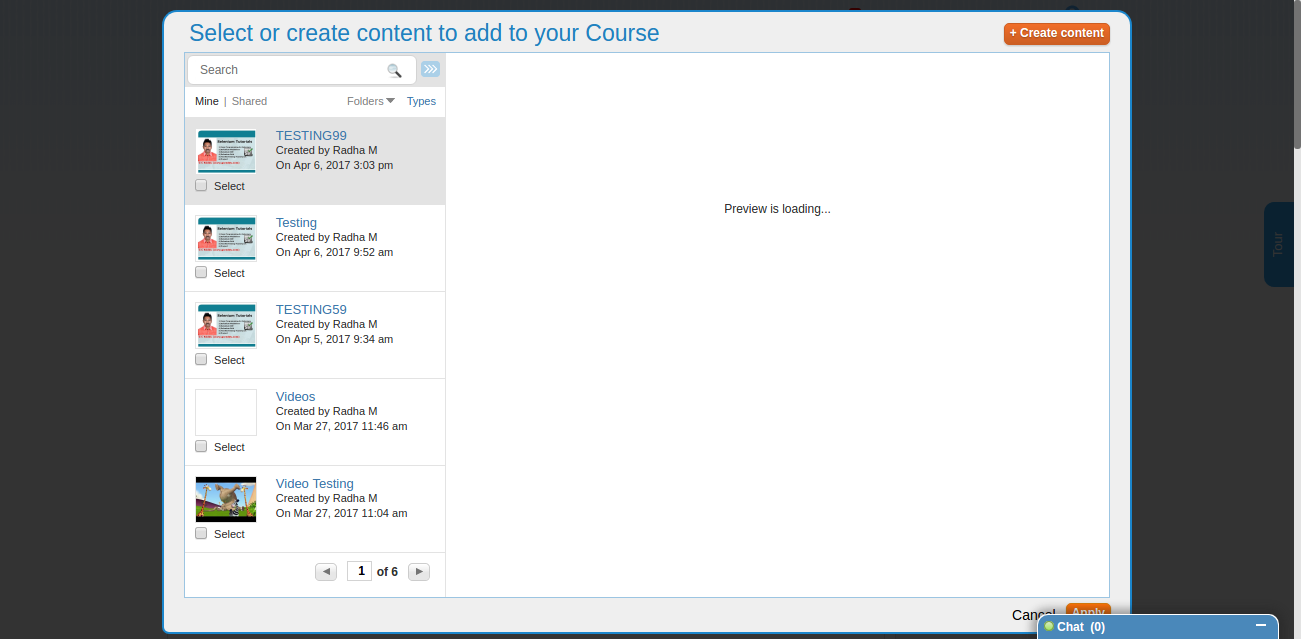 Select or create content to add to your Course
+ Create content
Search
Mine | Shared
Folders
Types
TESTING99
Created by Radha M
On Apr 6, 2017 3:03 pm
Select
Testing
Created by Radha M
On Apr 6, 2017 9:52 am
Select
TESTING59
Created by Radha M
On Apr 5, 2017 9:34 am
Select
Videos
Created by Radha M
On Mar 27, 2017 11:46 am
Select
Video Testing
Created by Radha M
On Mar 27, 2017 11:04 am
Select
1 of 6
Preview is loading...
Tour
Cancel
Apply
Chat (0)